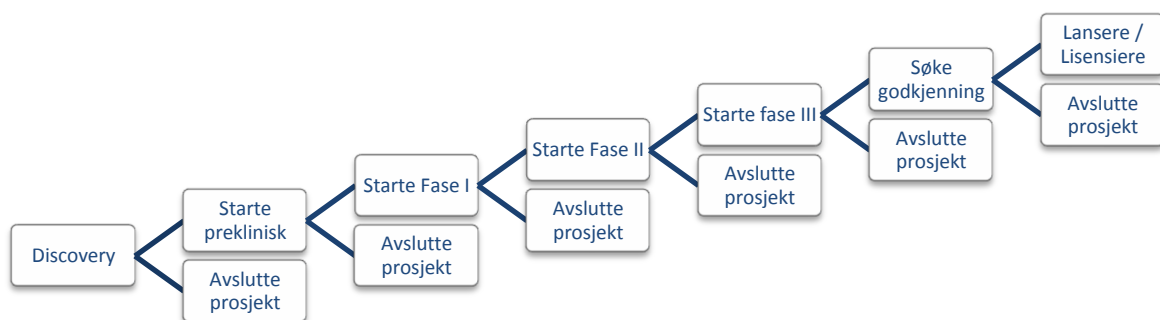 Discovery
Starte
preklinisk
Avslutte
prosjekt
Starte Fase I
Avslutte
prosjekt
Starte Fase II
Avslutte
prosjekt
Starte fase III
Avslutte
prosjekt
Søke
godkjenning
Avslutte
prosjekt
Lansere /
Lisensiere
Avslutte
prosjekt